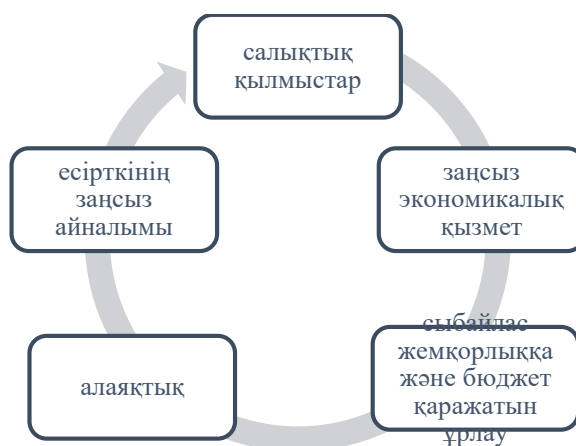 салықтық
қылмыстар
заңсыз
экономикалық
қызмет
сыбайлас
жемқорлыққа
және бюджет
қаражатын
ұрлау
алаяқтық
есірткінің
заңсыз
айналымы